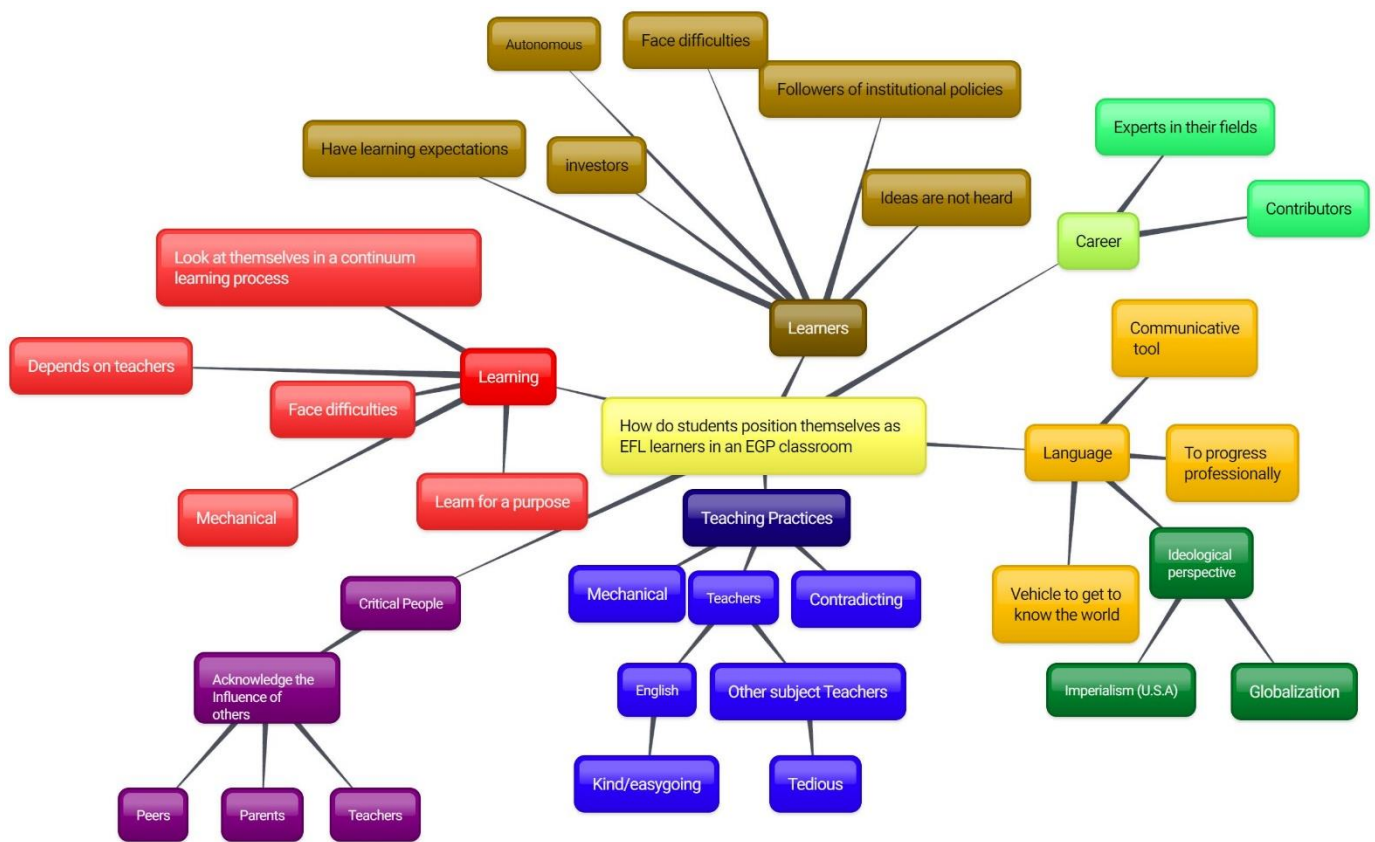 Autonomous
Face difficulties
Followers of institutional policies
Have learning expectations
investors
Ideas are not heard
Learners
Experts in their fields
Contributors
Career
Look at themselves in a continuum
learning process
Depends on teachers
Learning
Face difficulties
Mechanical
Learn for a purpose
How do students position themselves as
EFL learners in an EGP classroom
Communicative
tool
Language
To progress
professionally
Vehicle to get to
know the world
Ideological
perspective
Imperialism (U.S.A)
Globalization
Teaching Practices
Mechanical
Teachers
Contradicting
English
Other subject Teachers
Kind/easygoing
Tedious
Critical People
Acknowledge the
Influence of
others
Peers
Parents
Teachers